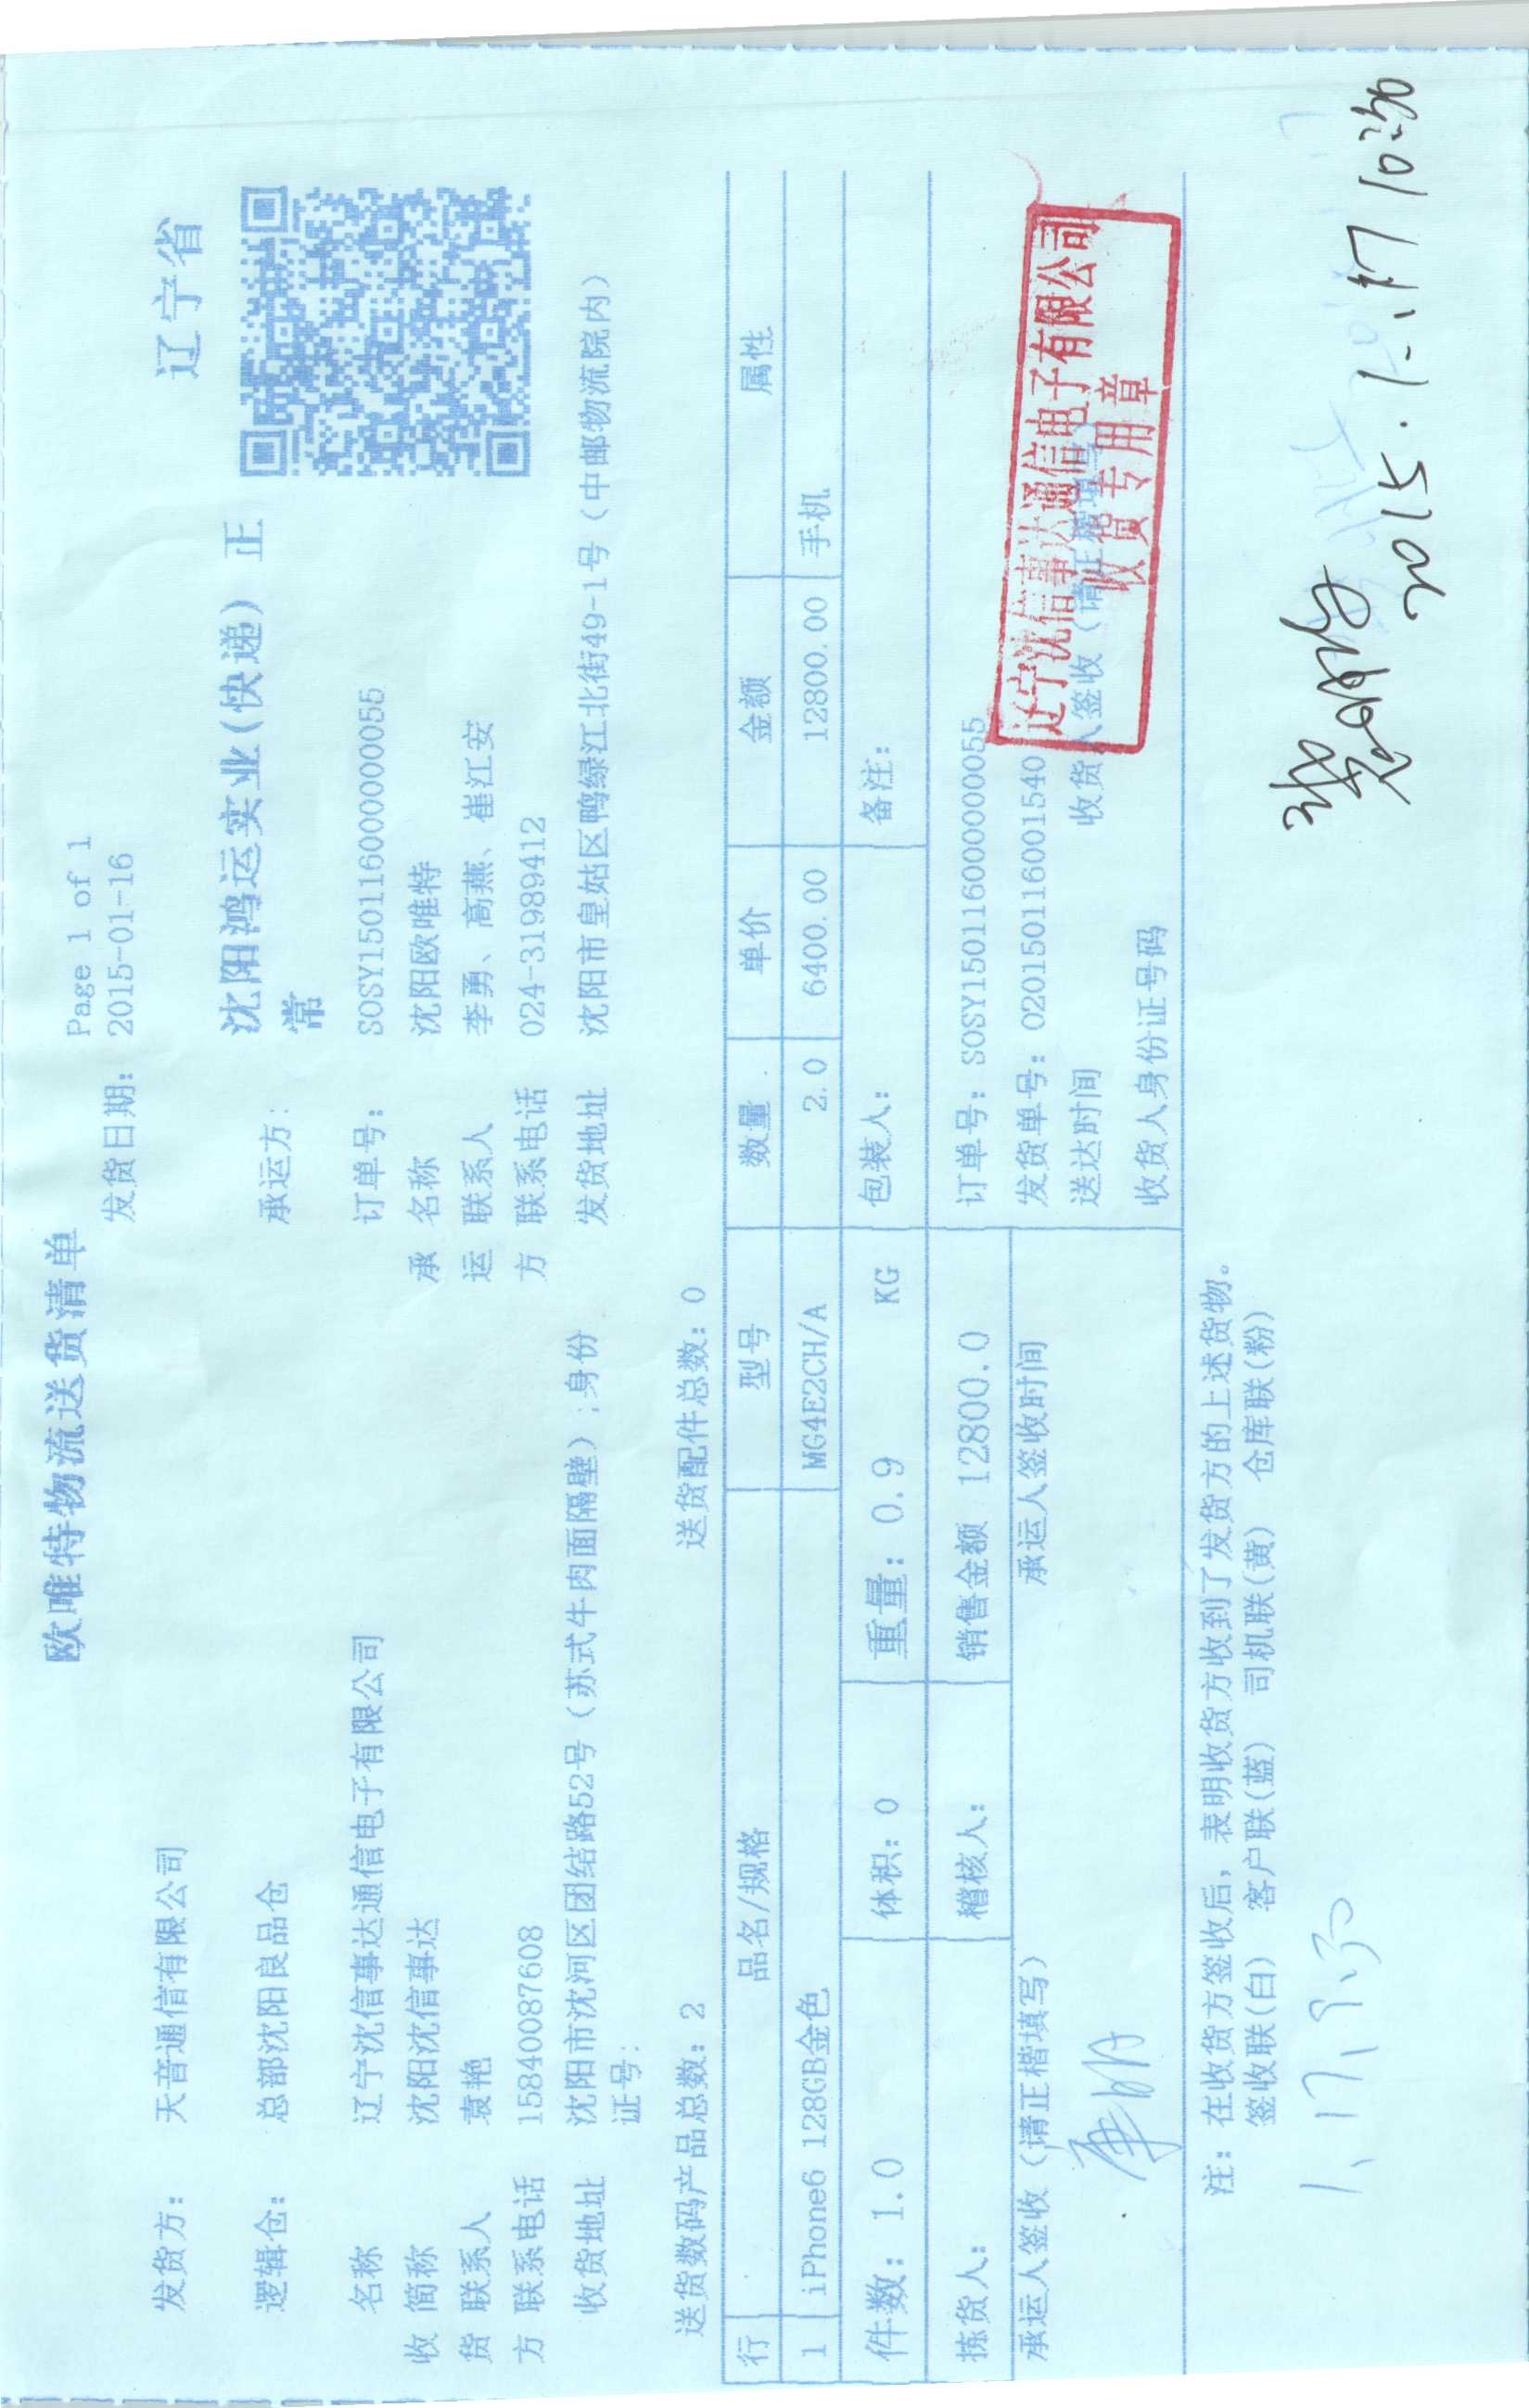 欧唯特物流送货清单
Page 1 of 1
发货日期: 2015-01-16
辽宁省
发货方: 天音通信有限公司
承运方: 沈阳鸿运实业(快递) 正常
逻辑仓: 总部沈阳良品仓
订单号: SOSY150116000000055
收货方
名称 辽宁沈信事达通信电子有限公司
简称 沈阳沈信事达
联系人 袁艳
联系电话 15840087608
收货地址 沈阳市沈河区团结路52号（苏式牛肉面隔壁）;身份证号:
承运方
名称 沈阳欧唯特
联系人 李勇、高燕、崔江安
联系电话 024-31989412
发货地址 沈阳市皇姑区鸭绿江北街49-1号（中邮物流院内）
送货数码产品总数: 2 送货配件总数: 0
行 品名/规格 型号 数量 单价 金额 属性
1 iPhone6 128GB金色 MG4E2CH/A 2.0 6400.00 12800.00 手机
件数: 1.0 体积: 0 重量: 0.9 KG 包装人: 备注:
拣货人: 稽核人: 销售金额 12800.0 订单号: SOSY150116000000055
发货单号: 020150116001540
承运人签收（请正楷填写） 承运人签收时间 送达时间 收货人签收（请正楷填写）
收货人身份证号码
辽宁沈信事达通信电子有限公司
收货专用章
注: 在收货方签收后，表明收货方收到了发货方的上述货物。
签收联(白) 客户联(蓝) 司机联(黄) 仓库联(粉)
2015.1.17